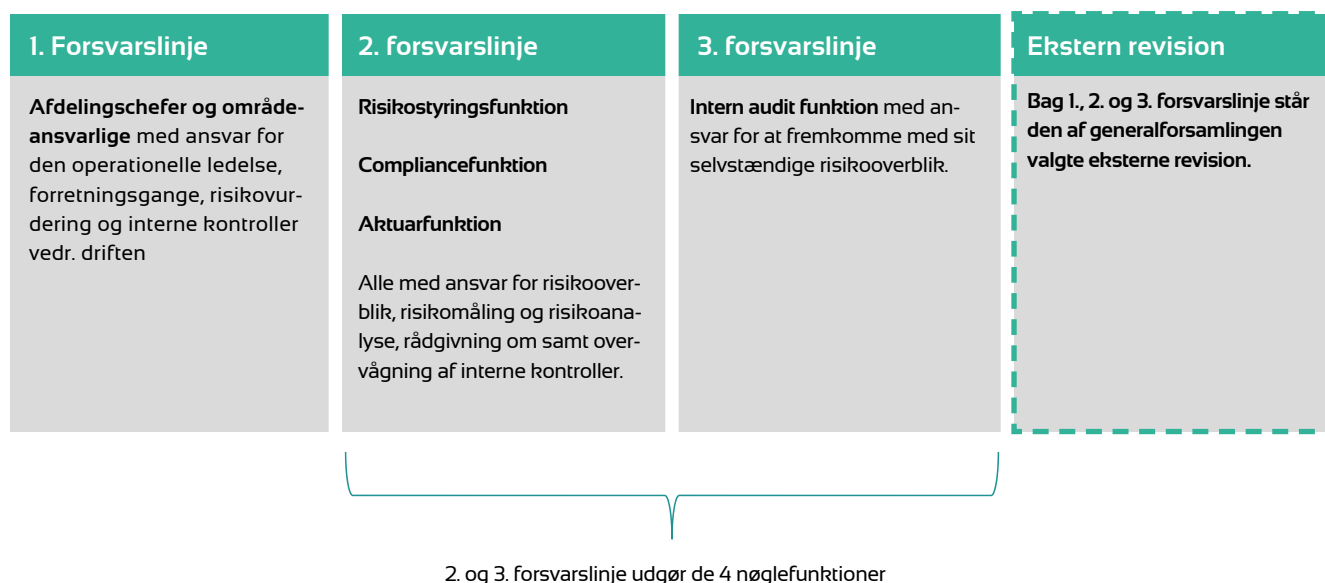 1. Forsvarslinje
Afdelingschefer og område-
ansvarlige med ansvar for
den operationelle ledelse,
forretningsgange, risikovur-
dering og interne kontroller
vedr. driften
2. forsvarslinje
Risikostyringsfunktion
Compliancefunktion
Aktuarfunktion
Alle med ansvar for risikoover-
blik, risikomåling og risikoana-
lyse, rådgivning om samt over-
vågning af interne kontroller.
3. forsvarslinje
Intern audit funktion med an-
svar for at fremkomme med sit
selvstændige risikooverblik.
Ekstern revision
Bag 1., 2. og 3. forsvarslinje står
den af generalforsamlingen
valgte eksterne revision.
2. og 3. forsvarslinje udgør de 4 nøglefunktioner